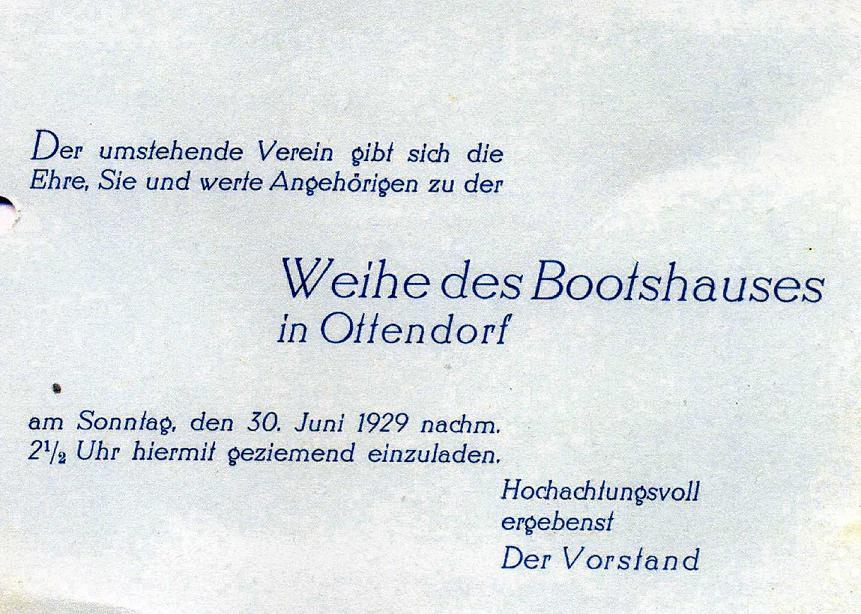 Der umstehende Verein gibt sich die
Ehre, Sie und werte Angehörigen zu der
Weihe des Bootshauses
in Ottendorf
am Sonntag, den 30. Juni 1929 nachm.
2½ Uhr hiermit geziemend einzuladen.
Hochachtungsvoll
ergebenst
Der Vorstand